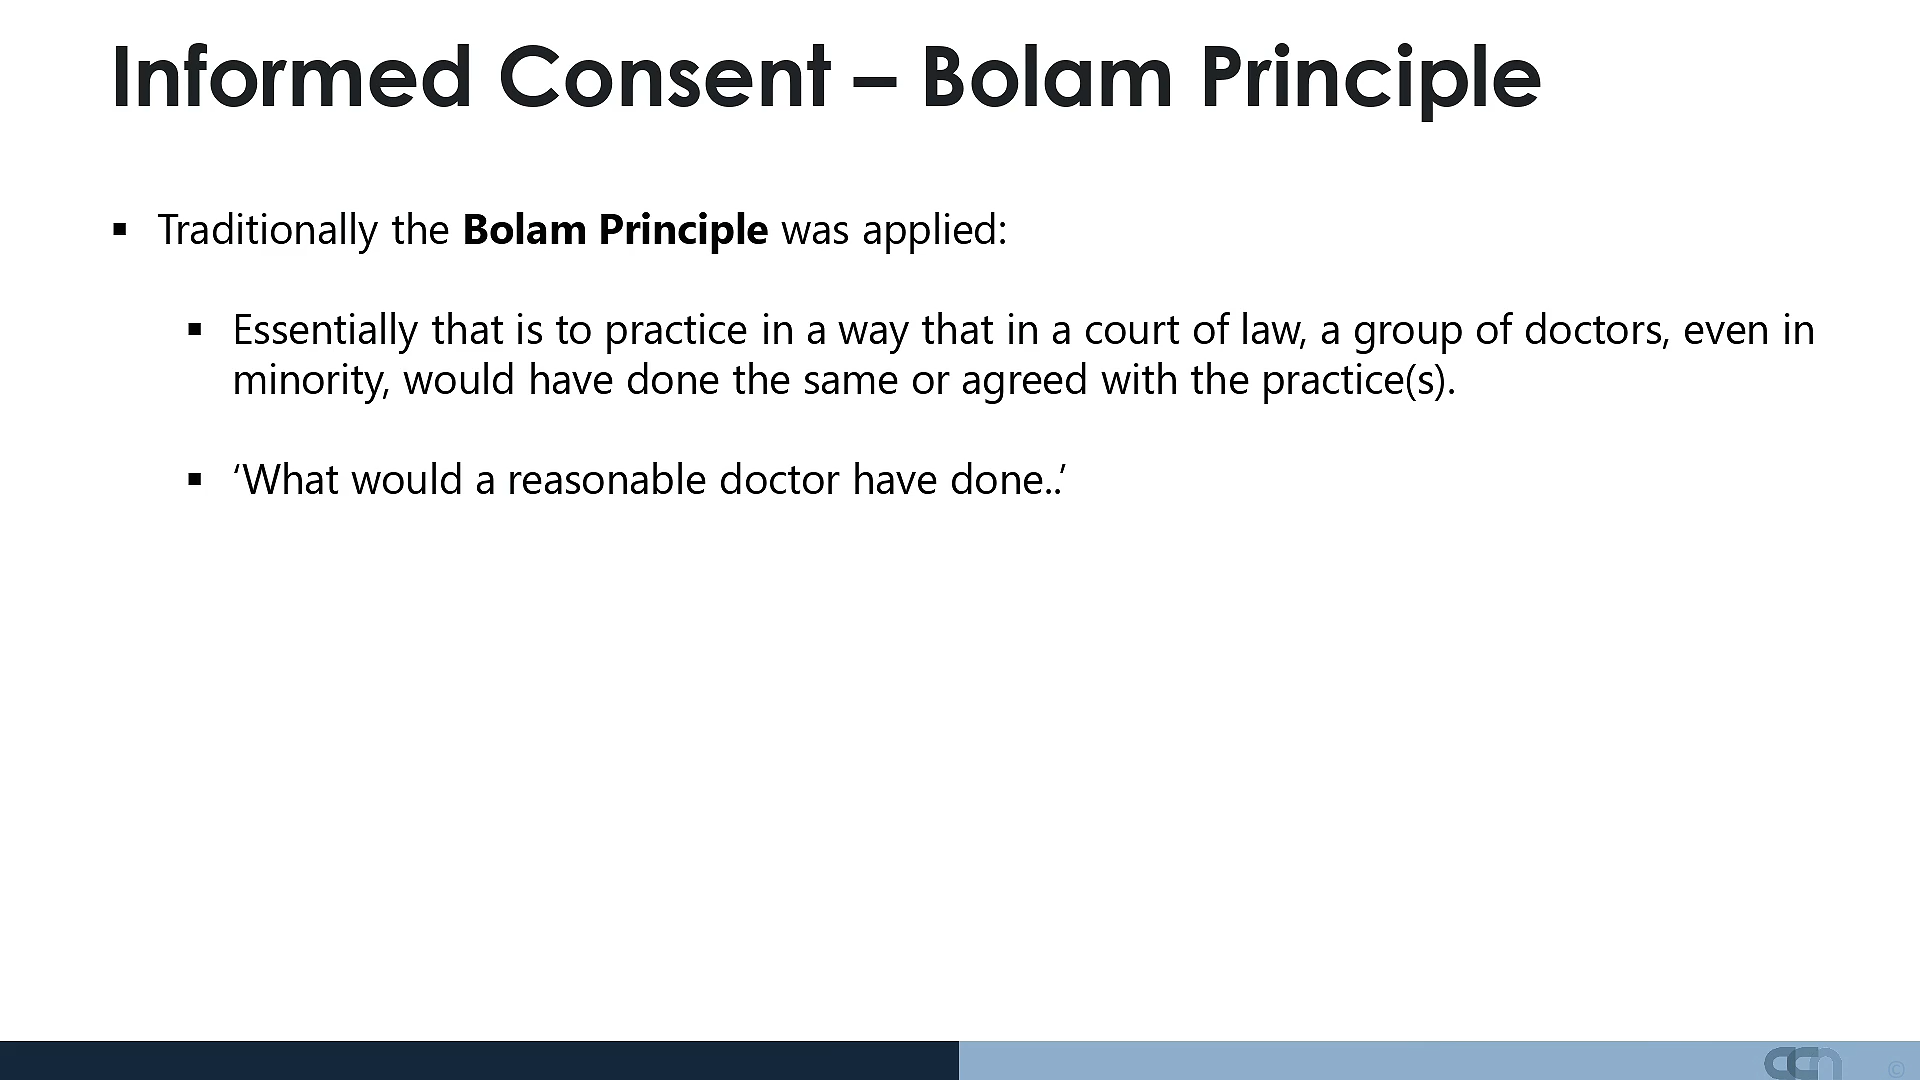 Informed Consent – Bolam Principle
▪ Traditionally the Bolam Principle was applied:
▪ Essentially that is to practice in a way that in a court of law, a group of doctors, even in
minority, would have done the same or agreed with the practice(s).
▪ ‘What would a reasonable doctor have done..’
ccn ©